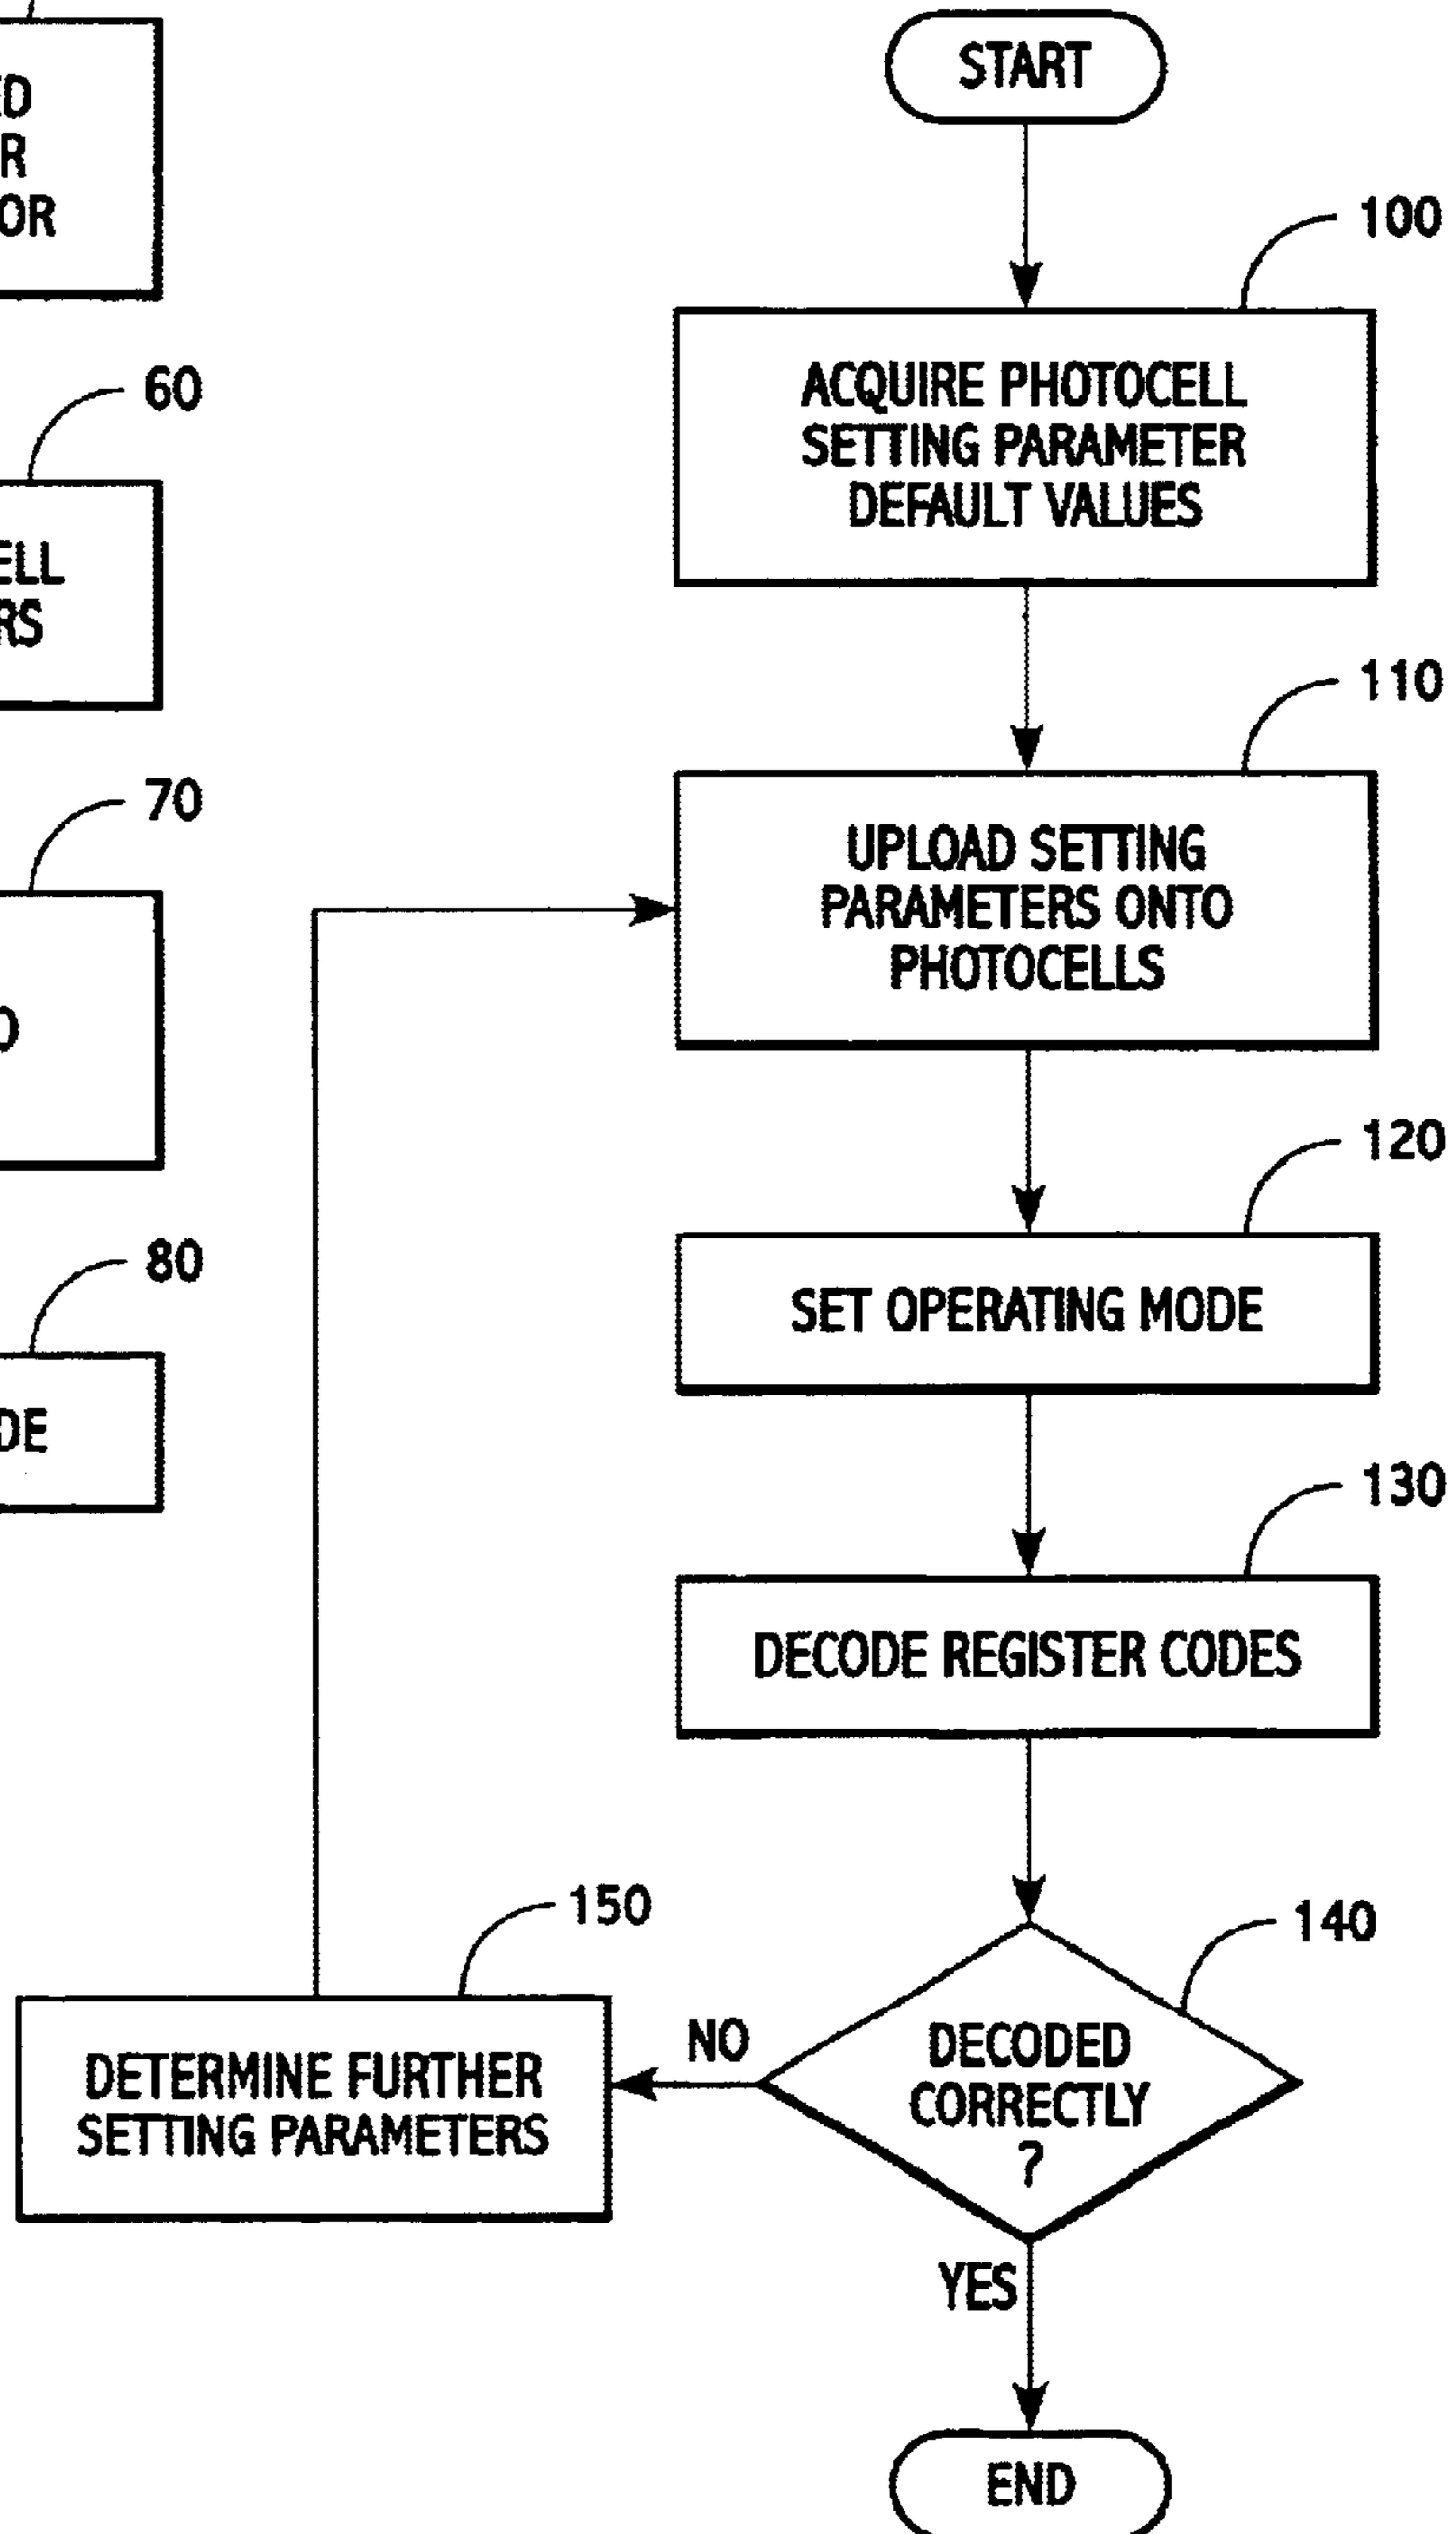 OR
60
70
80
START
100
ACQUIRE PHOTOCELL
SETTING PARAMETER
DEFAULT VALUES
110
UPLOAD SETTING
PARAMETERS ONTO
PHOTOCELLS
120
SET OPERATING MODE
130
DECODE REGISTER CODES
140
DECODED
CORRECTLY
?
NO
150
DETERMINE FURTHER
SETTING PARAMETERS
YES
END